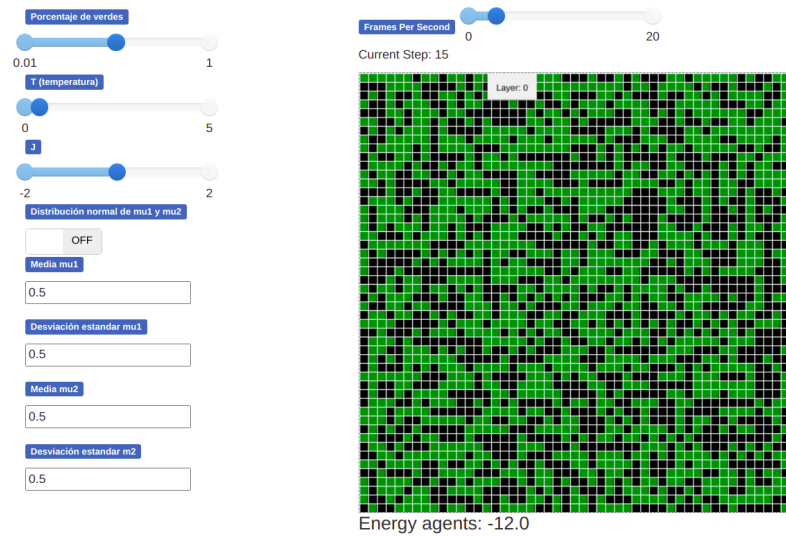 Porcentaje de verdes
0.01 1
T (temperatura)
0 5
J
-2 2
Distribución normal de mu1 y mu2
OFF
Media mu1
0.5
Desviación estandar mu1
0.5
Media mu2
0.5
Desviación estandar m2
0.5
Frames Per Second
0 20
Current Step: 15
Layer: 0
Energy agents: -12.0